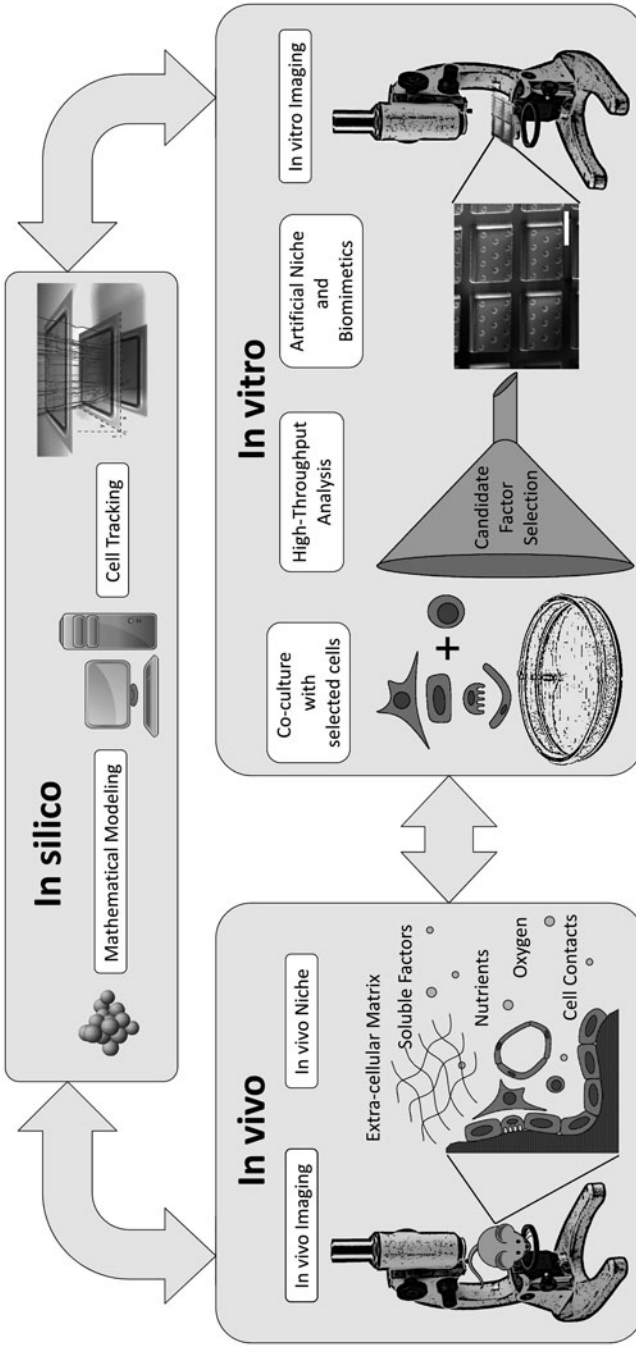 In silico
Mathematical Modeling
Cell Tracking
In vivo
In vivo Imaging
In vivo Niche
Extra-cellular Matrix
Soluble Factors
Nutrients
Oxygen
Cell Contacts
In vitro
Co-culture
with
selected cells
High-Throughput
Analysis
Artificial Niche
and
Biomimetics
In vitro Imaging
Candidate
Factor
Selection